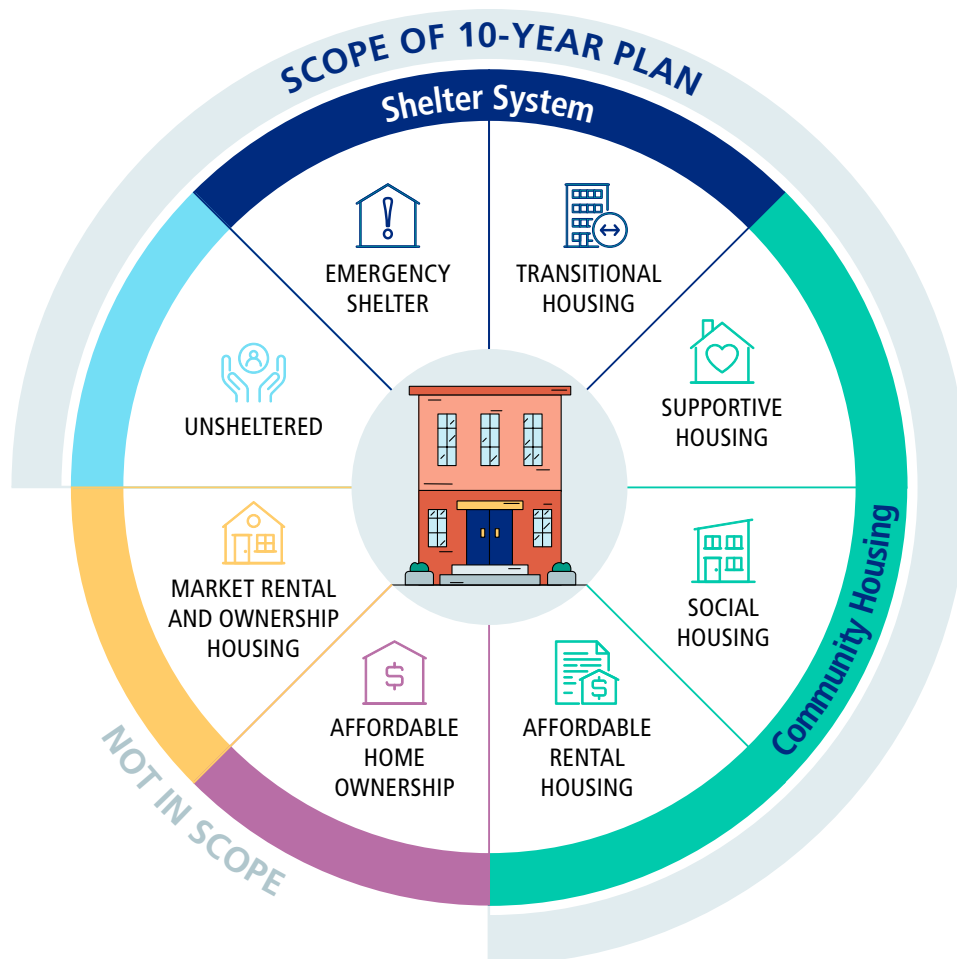 SCOPE OF 10-YEAR PLAN
Shelter System
EMERGENCY
SHELTER
TRANSITIONAL
HOUSING
SUPPORTIVE
HOUSING
SOCIAL
HOUSING
Community Housing
AFFORDABLE
RENTAL
HOUSING
AFFORDABLE
HOME
OWNERSHIP
MARKET RENTAL
AND OWNERSHIP
HOUSING
UNSHELTERED
NOT IN SCOPE